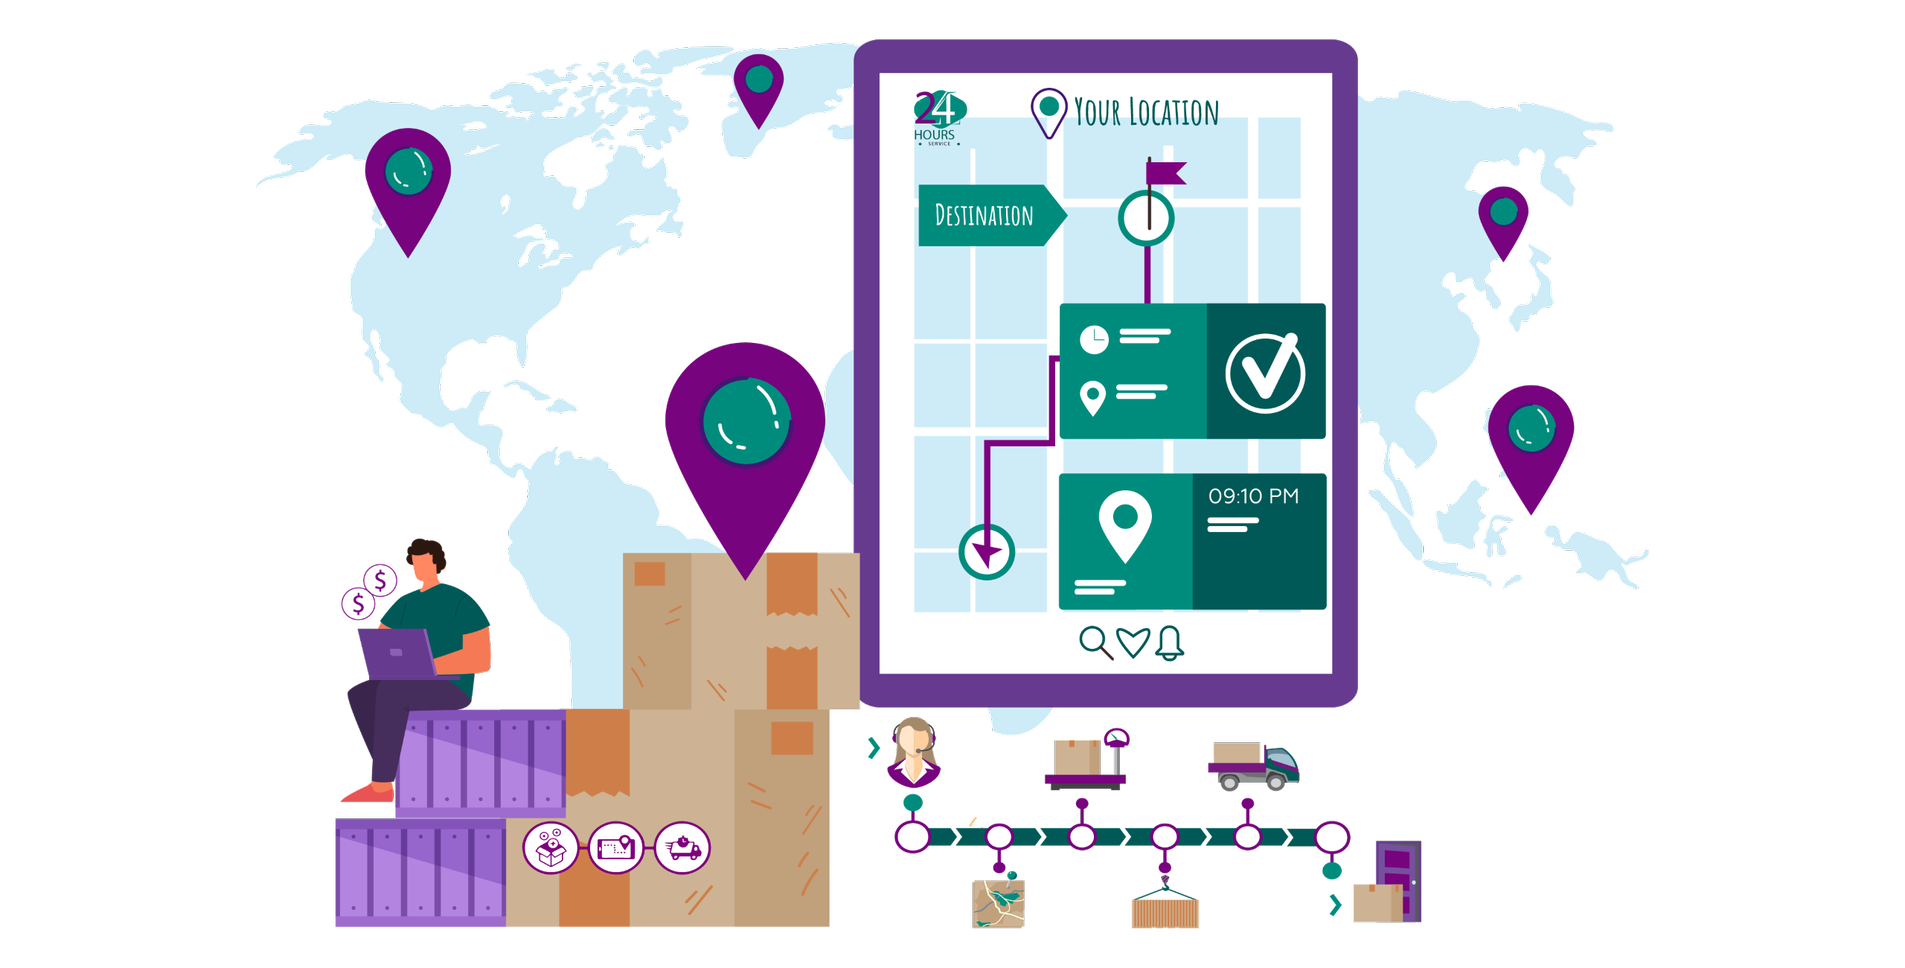 24
HOURS
• SERVICE •
YOUR LOCATION
DESTINATION
09:10 PM
$
$